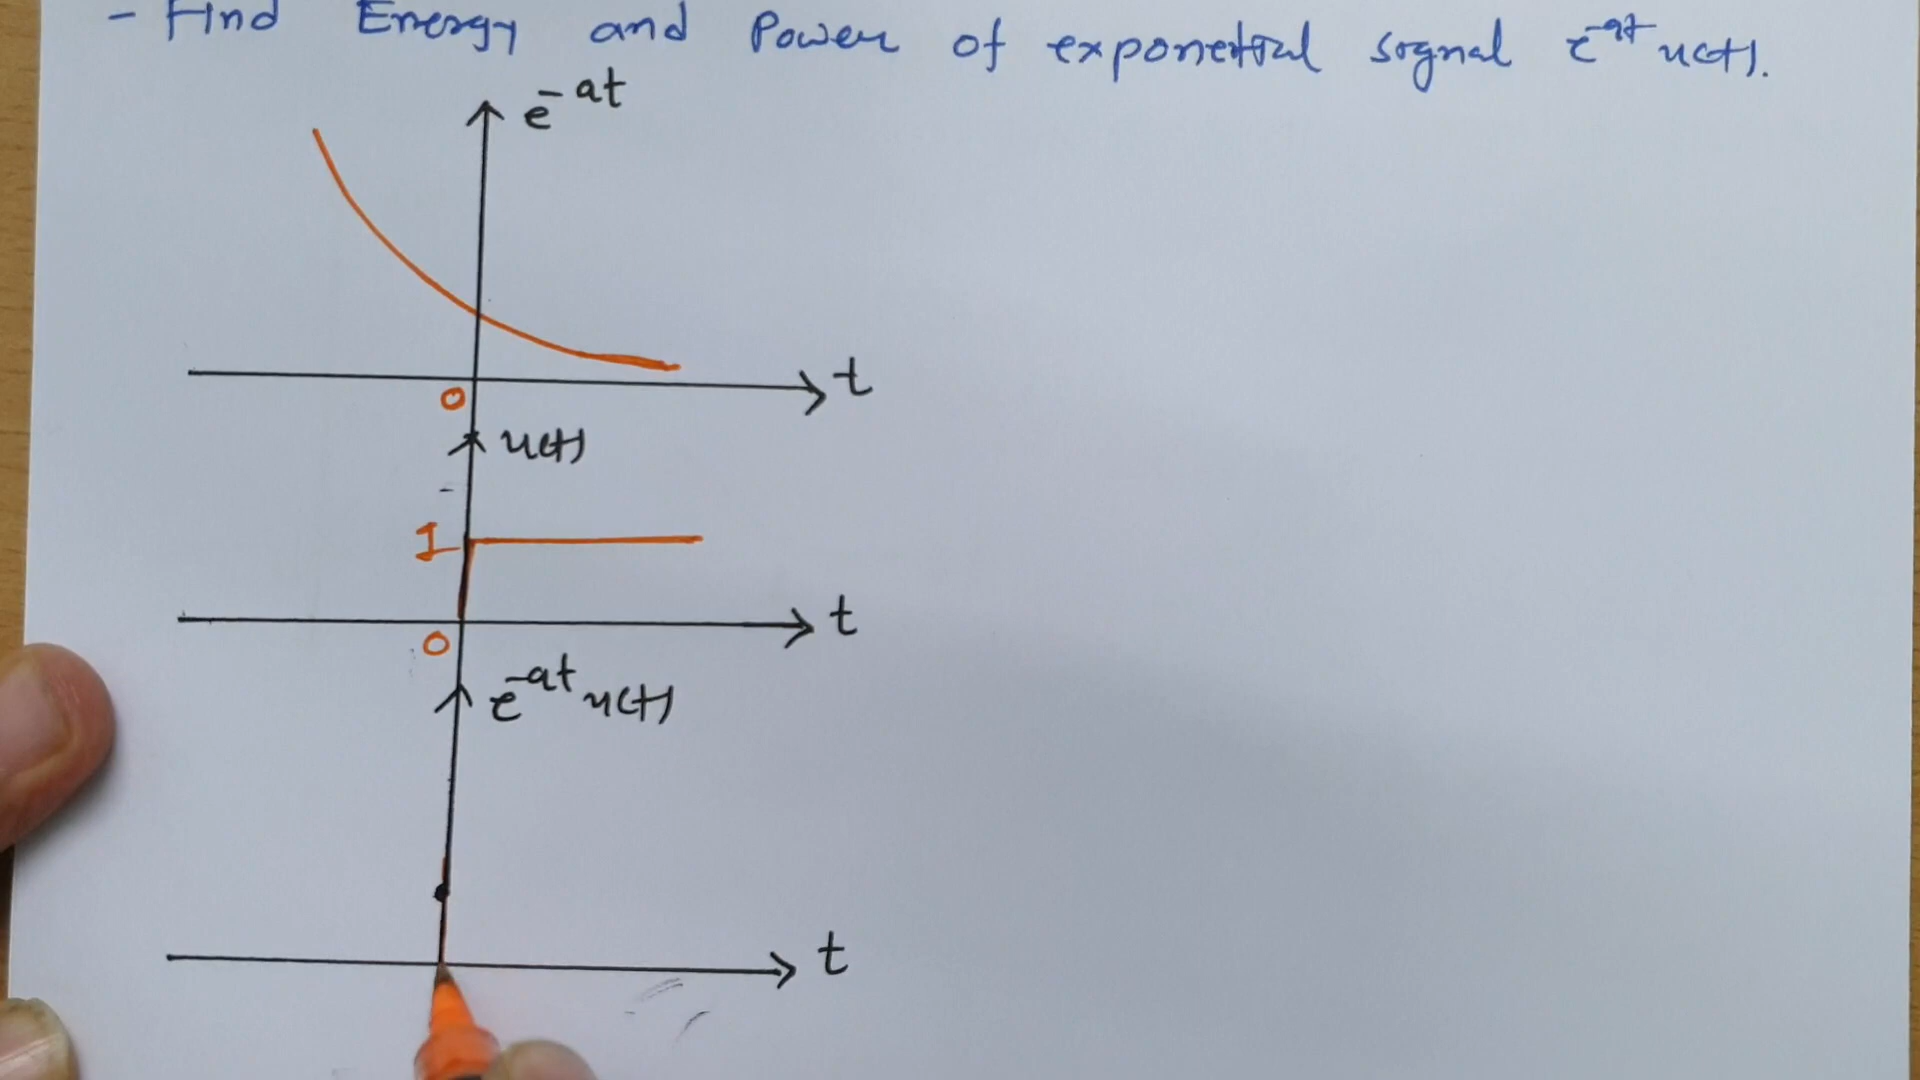 - Find Energy and Power of exponential signal e^-at u(t).
e^-at
t
0
u(t)
1
t
0
e^-at u(t)
t